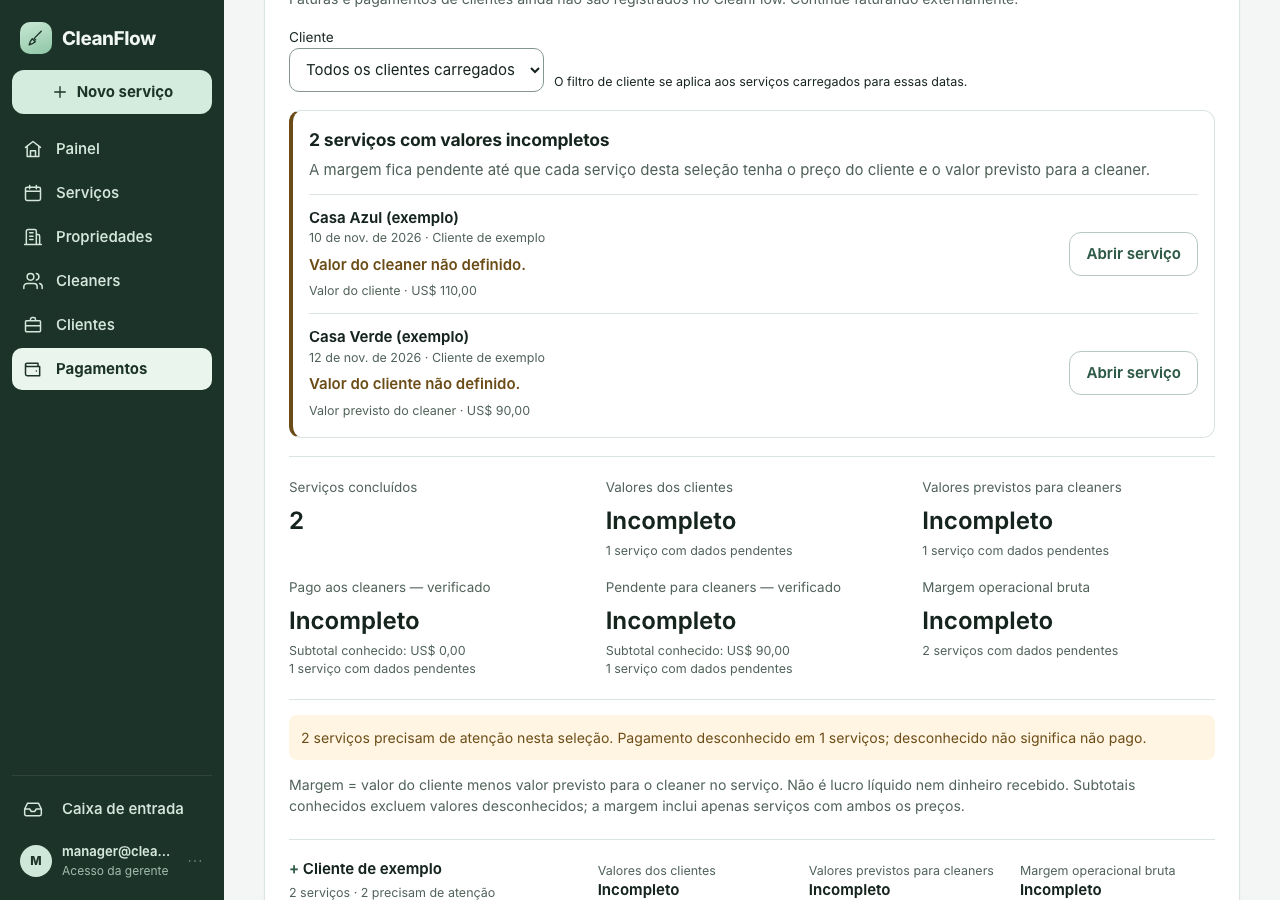 CleanFlow
Novo serviço
Painel
Serviços
Propriedades
Cleaners
Clientes
Pagamentos
Caixa de entrada
M
manager@clea...
Acesso da gerente
...
Faturas e pagamentos de clientes ainda não são registrados no CleanFlow. Continue faturando externamente.
Cliente
Todos os clientes carregados
O filtro de cliente se aplica aos serviços carregados para essas datas.
2 serviços com valores incompletos
A margem fica pendente até que cada serviço desta seleção tenha o preço do cliente e o valor previsto para a cleaner.
Casa Azul (exemplo)
10 de nov. de 2026 · Cliente de exemplo
Valor do cleaner não definido.
Valor do cliente · US$ 110,00
Abrir serviço
Casa Verde (exemplo)
12 de nov. de 2026 · Cliente de exemplo
Valor do cliente não definido.
Valor previsto do cleaner · US$ 90,00
Abrir serviço
Serviços concluídos
2
Valores dos clientes
Incompleto
1 serviço com dados pendentes
Valores previstos para cleaners
Incompleto
1 serviço com dados pendentes
Pago aos cleaners — verificado
Incompleto
Subtotal conhecido: US$ 0,00
1 serviço com dados pendentes
Pendente para cleaners — verificado
Incompleto
Subtotal conhecido: US$ 90,00
1 serviço com dados pendentes
Margem operacional bruta
Incompleto
2 serviços com dados pendentes
2 serviços precisam de atenção nesta seleção. Pagamento desconhecido em 1 serviços; desconhecido não significa não pago.
Margem = valor do cliente menos valor previsto para o cleaner no serviço. Não é lucro líquido nem dinheiro recebido. Subtotais
conhecidos excluem valores desconhecidos; a margem inclui apenas serviços com ambos os preços.
+ Cliente de exemplo
2 serviços · 2 precisam de atenção
Valores dos clientes
Incompleto
Valores previstos para cleaners
Incompleto
Margem operacional bruta
Incompleto